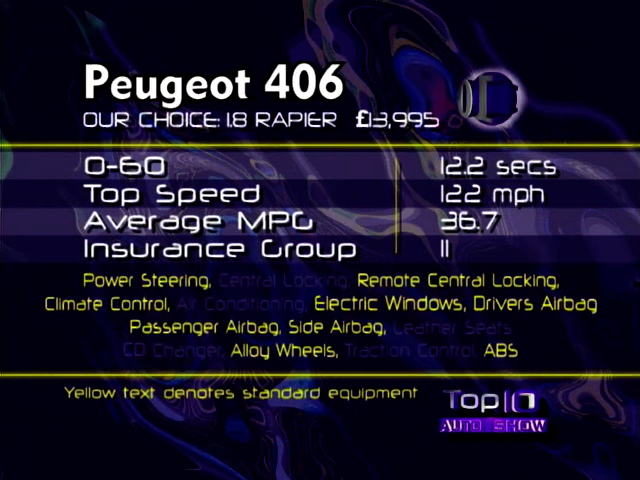 Peugeot 406
OUR CHOICE: 1.8 RAPIER £13,995
0-60 12.2 secs
Top Speed 122 mph
Average MPG 36.7
Insurance Group 11
Power Steering, Central Locking, Remote Central Locking,
Climate Control, Air Conditioning, Electric Windows, Drivers Airbag
Passenger Airbag, Side Airbag, Leather Seats
CD Changer, Alloy Wheels, Traction Control, ABS
Yellow text denotes standard equipment
Top 10
AUTO SHOW